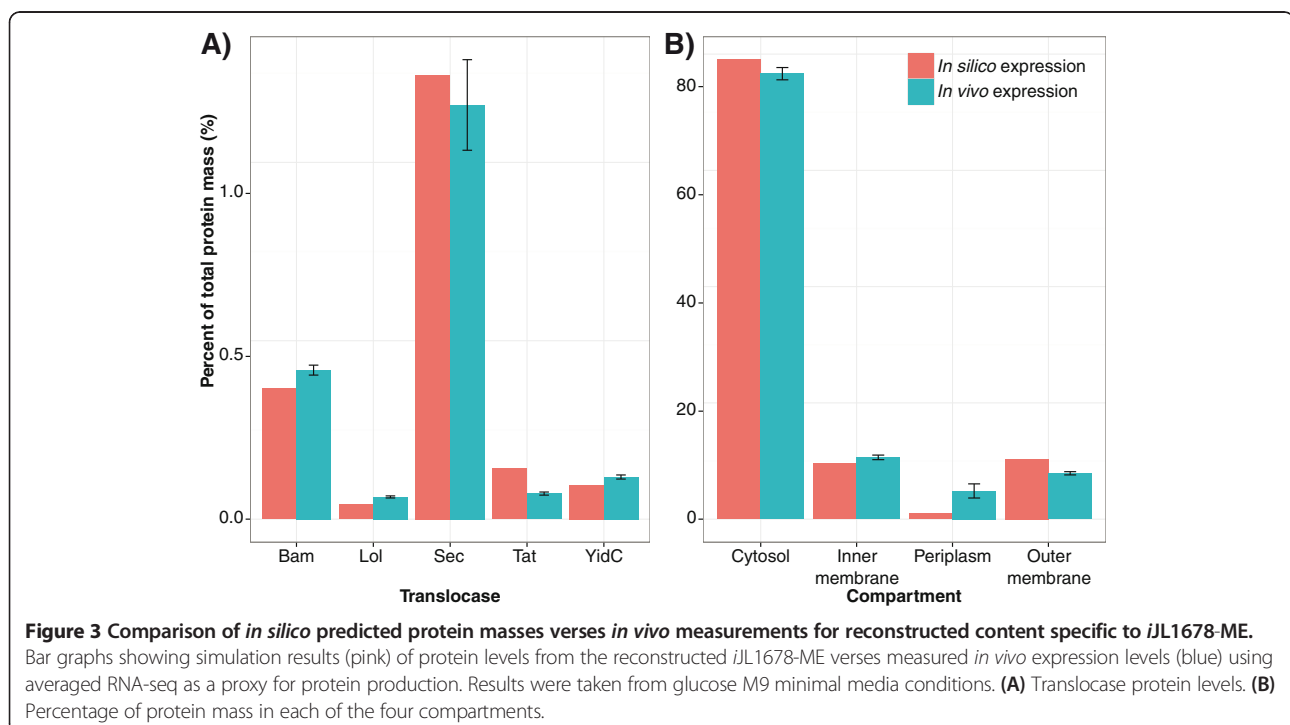 A)
B)
Percent of total protein mass (%)
1.0
0.5
0.0
Bam Lol Sec Tat YidC
Translocase
80
60
40
20
0
In silico expression
In vivo expression
Cytosol Inner membrane Periplasm Outer membrane
Compartment
Figure 3 Comparison of in silico predicted protein masses verses in vivo measurements for reconstructed content specific to iJL1678-ME.
Bar graphs showing simulation results (pink) of protein levels from the reconstructed iJL1678-ME verses measured in vivo expression levels (blue) using
averaged RNA-seq as a proxy for protein production. Results were taken from glucose M9 minimal media conditions. (A) Translocase protein levels. (B)
Percentage of protein mass in each of the four compartments.